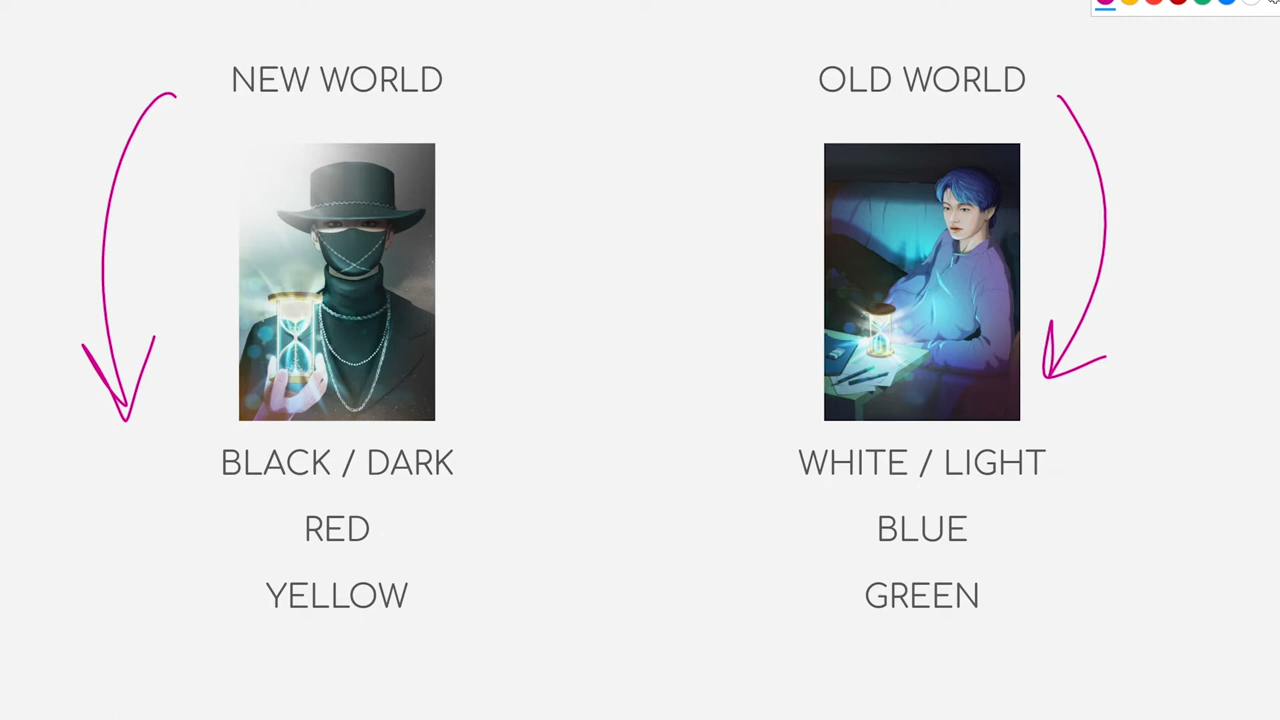 NEW WORLD
BLACK / DARK
RED
YELLOW
OLD WORLD
WHITE / LIGHT
BLUE
GREEN